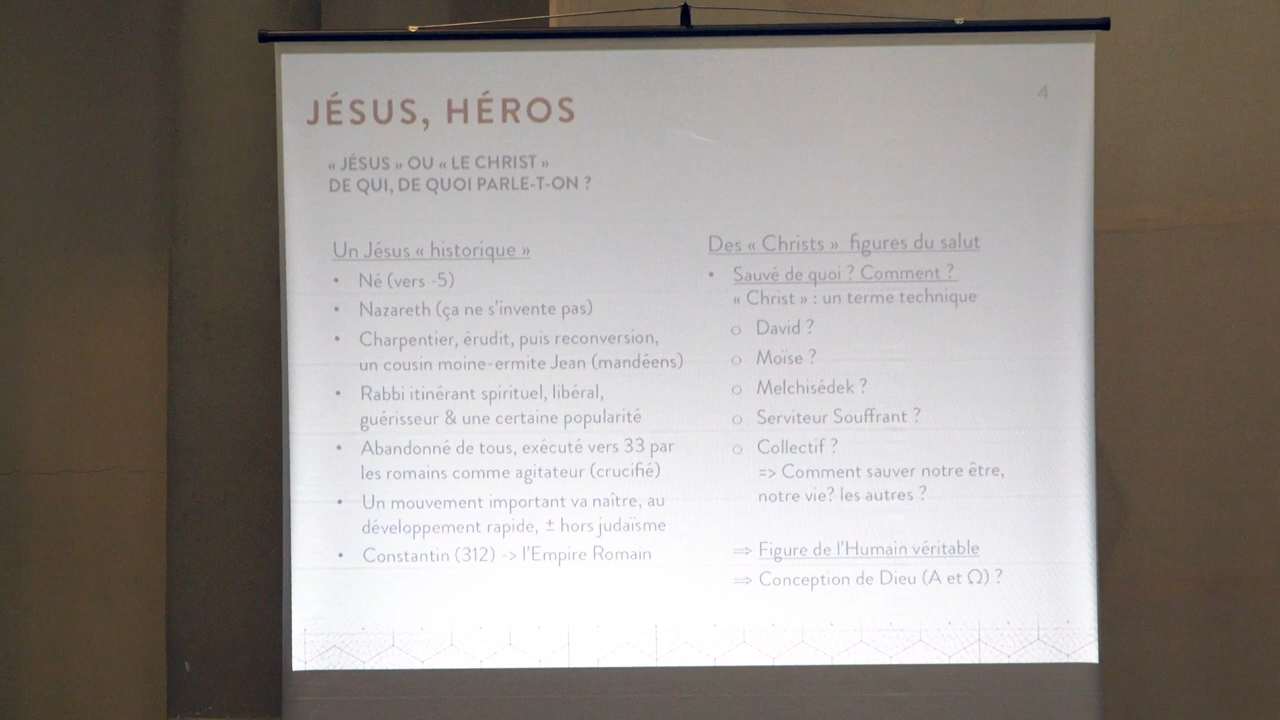 4
JÉSUS, HÉROS
« JÉSUS » OU « LE CHRIST »
DE QUI, DE QUOI PARLE-T-ON ?
Un Jésus « historique »
• Né (vers -5)
• Nazareth (ça ne s'invente pas)
• Charpentier, érudit, puis reconversion,
un cousin moine-ermite Jean (mandéens)
• Rabbi itinérant spirituel, libéral,
guérisseur & une certaine popularité
• Abandonné de tous, exécuté vers 33 par
les romains comme agitateur (crucifié)
• Un mouvement important va naître, au
développement rapide, ± hors judaïsme
• Constantin (312) -> l'Empire Romain
Des « Christs » figures du salut
• Sauvé de quoi ? Comment ?
« Christ » : un terme technique
o David ?
o Moïse ?
o Melchisédek ?
o Serviteur Souffrant ?
o Collectif ?
=> Comment sauver notre être,
notre vie? les autres ?
⇒ Figure de l'Humain véritable
⇒ Conception de Dieu (A et Ω) ?